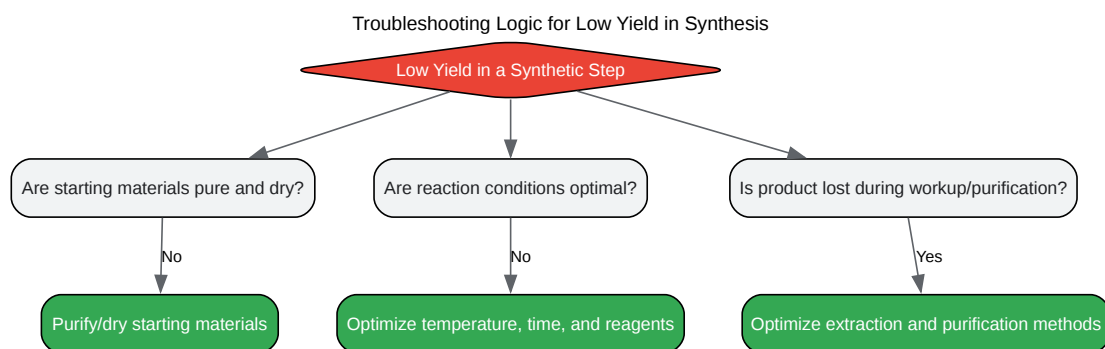 Troubleshooting Logic for Low Yield in Synthesis
Low Yield in a Synthetic Step
Are starting materials pure and dry?
Are reaction conditions optimal?
Is product lost during workup/purification?
No
No
Yes
Purify/dry starting materials
Optimize temperature, time, and reagents
Optimize extraction and purification methods